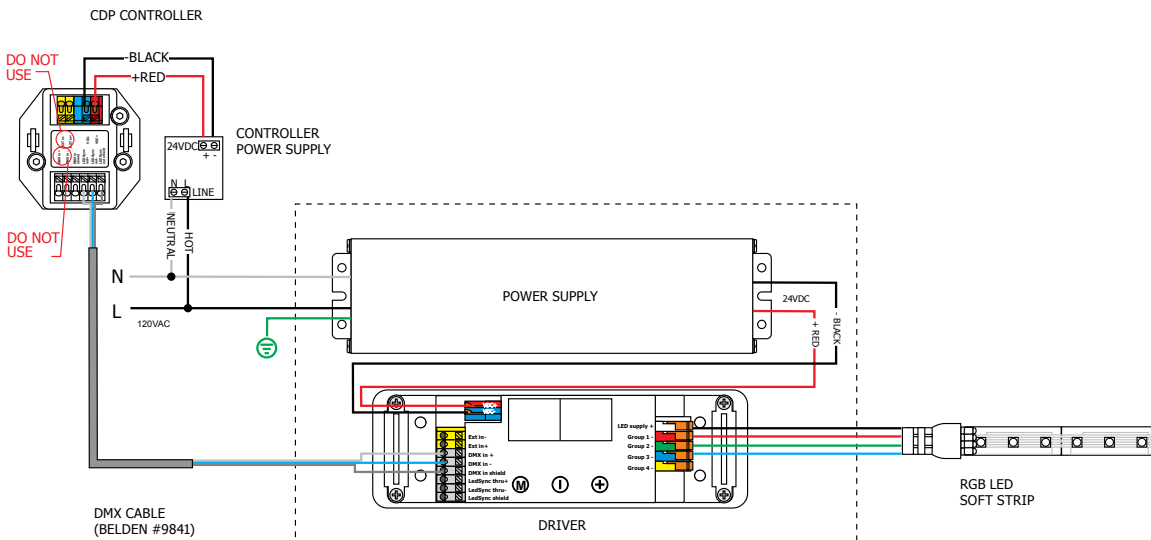 CDP CONTROLLER
DO NOT
USE
-BLACK
+RED
24VDC
+ -
CONTROLLER
POWER SUPPLY
N L
LINE
DO NOT
USE
NEUTRAL
HOT
N
L
120VAC
POWER SUPPLY
24VDC
- BLACK
+ RED
LED supply +
Group 1 -
Group 2 -
Group 3 -
Group 4 -
Ext in-
Ext in+
DMX in +
DMX in -
DMX in shield
LedSync thru+
LedSync thru-
LedSync shield
M
I
+
DRIVER
RGB LED
SOFT STRIP
DMX CABLE
(BELDEN #9841)